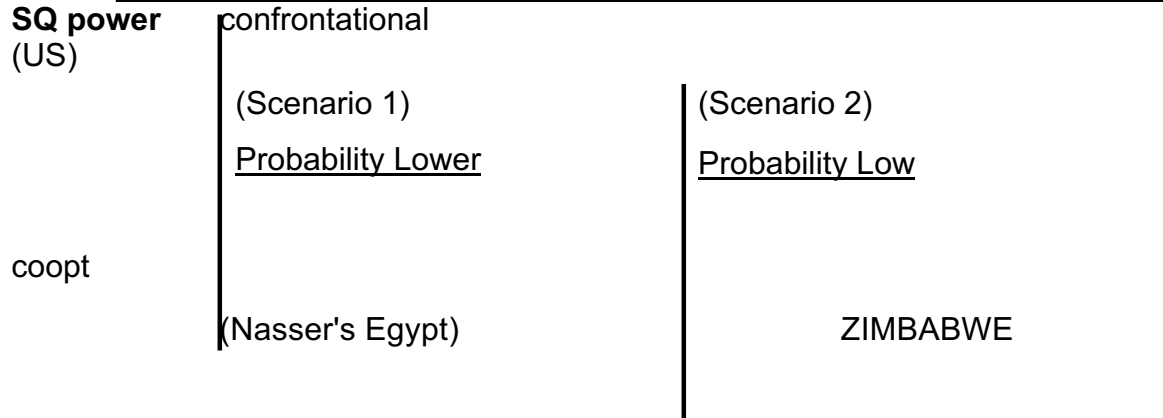 SQ power confrontational
(US)
(Scenario 1) (Scenario 2)
Probability Lower Probability Low
coopt
(Nasser's Egypt) ZIMBABWE